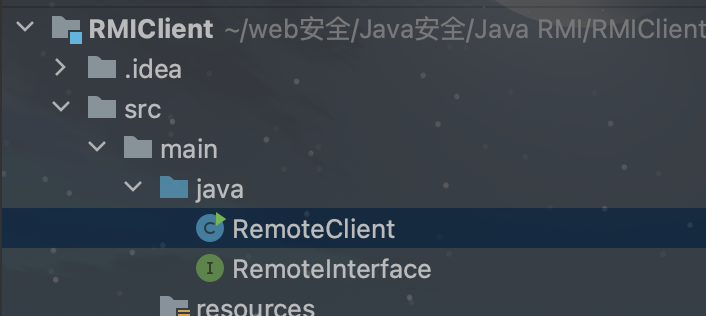 RMIClient ~/web安全/Java安全/Java RMI/RMIClient
.idea
src
main
java
C RemoteClient
I RemoteInterface
resources